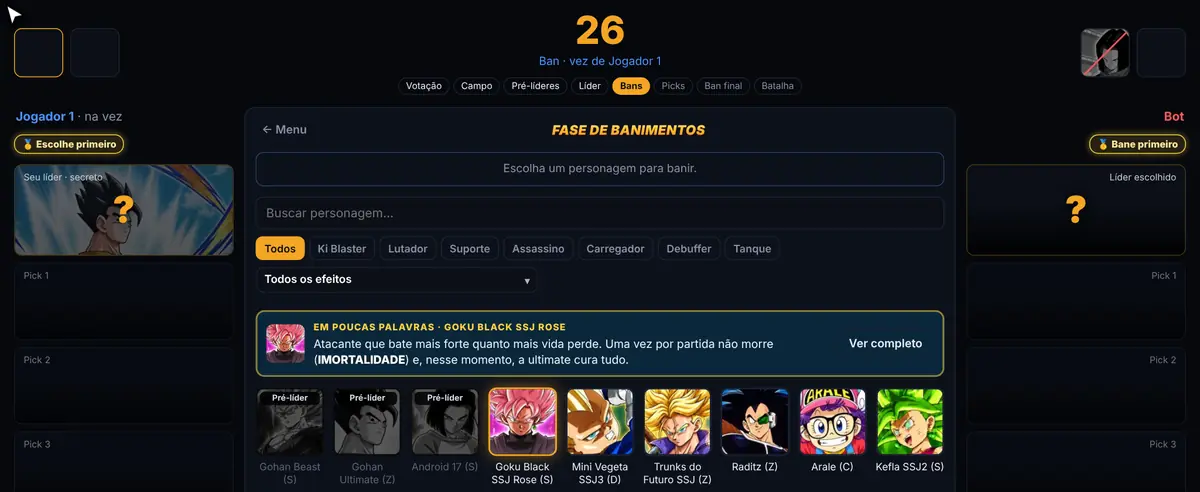 26
Ban · vez de Jogador 1
Votação Campo Pré-líderes Líder Bans Picks Ban final Batalha
Jogador 1 · na vez
Escolhe primeiro
Seu líder · secreto
?
Pick 1
Pick 2
Pick 3
← Menu
FASE DE BANIMENTOS
Escolha um personagem para banir.
Buscar personagem...
Todos Ki Blaster Lutador Suporte Assassino Carregador Debuffer Tanque
Todos os efeitos
EM POUCAS PALAVRAS · GOKU BLACK SSJ ROSE
Atacante que bate mais forte quanto mais vida perde. Uma vez por partida não morre
(IMORTALIDADE) e, nesse momento, a ultimate cura tudo.
Ver completo
Pré-líder
Gohan Beast
(S)
Pré-líder
Gohan
Ultimate (Z)
Pré-líder
Android 17 (S)
Goku Black
SSJ Rose (S)
Mini Vegeta
SSJ3 (D)
Trunks do
Futuro SSJ (Z)
Raditz (Z)
ARALE
Arale (C)
Kefla SSJ2 (S)
Bot
Bane primeiro
Líder escolhido
?
Pick 1
Pick 2
Pick 3